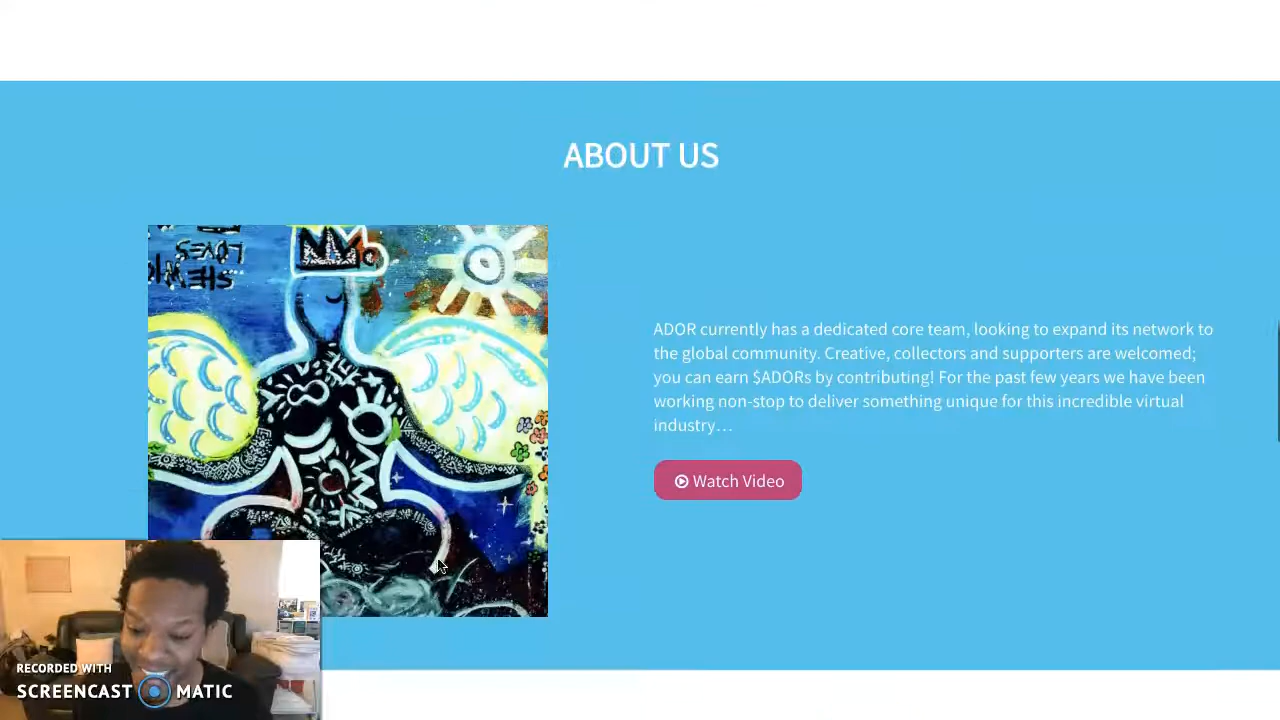 ABOUT US
LOVES
ADOR currently has a dedicated core team, looking to expand its network to
the global community. Creative, collectors and supporters are welcomed;
you can earn $ADORs by contributing! For the past few years we have been
working non-stop to deliver something unique for this incredible virtual
industry…
Watch Video
RECORDED WITH
SCREENCAST MATIC